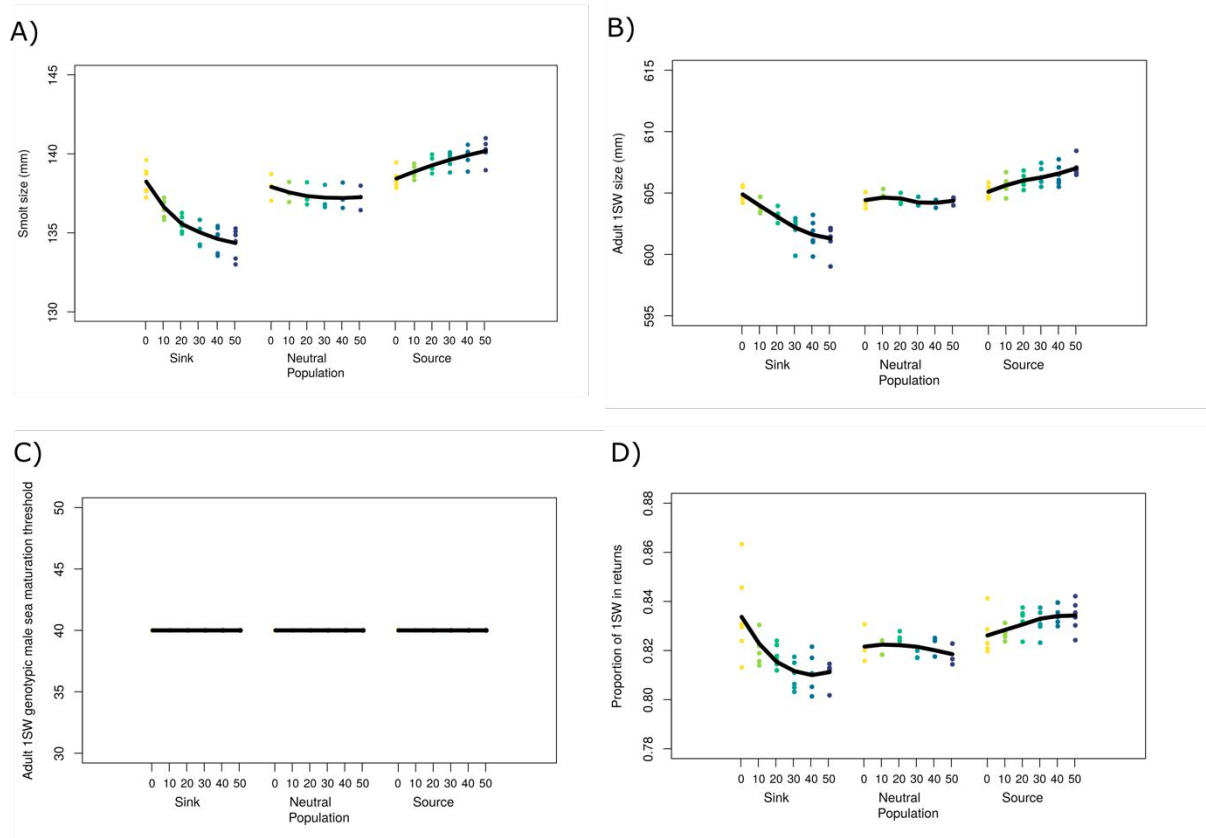 A)
Smolt size (mm)
145
140
135
130
0 10 20 30 40 50 0 10 20 30 40 50 0 10 20 30 40 50
Sink Neutral Source
Population
B)
Adult 1SW size (mm)
615
610
605
600
595
0 10 20 30 40 50 0 10 20 30 40 50 0 10 20 30 40 50
Sink Neutral Source
Population
C)
Adult 1SW genotypic male sea maturation threshold
50
45
40
35
30
0 10 20 30 40 50 0 10 20 30 40 50 0 10 20 30 40 50
Sink Neutral Source
Population
D)
Proportion of 1SW in returns
0.88
0.86
0.84
0.82
0.80
0.78
0 10 20 30 40 50 0 10 20 30 40 50 0 10 20 30 40 50
Sink Neutral Source
Population